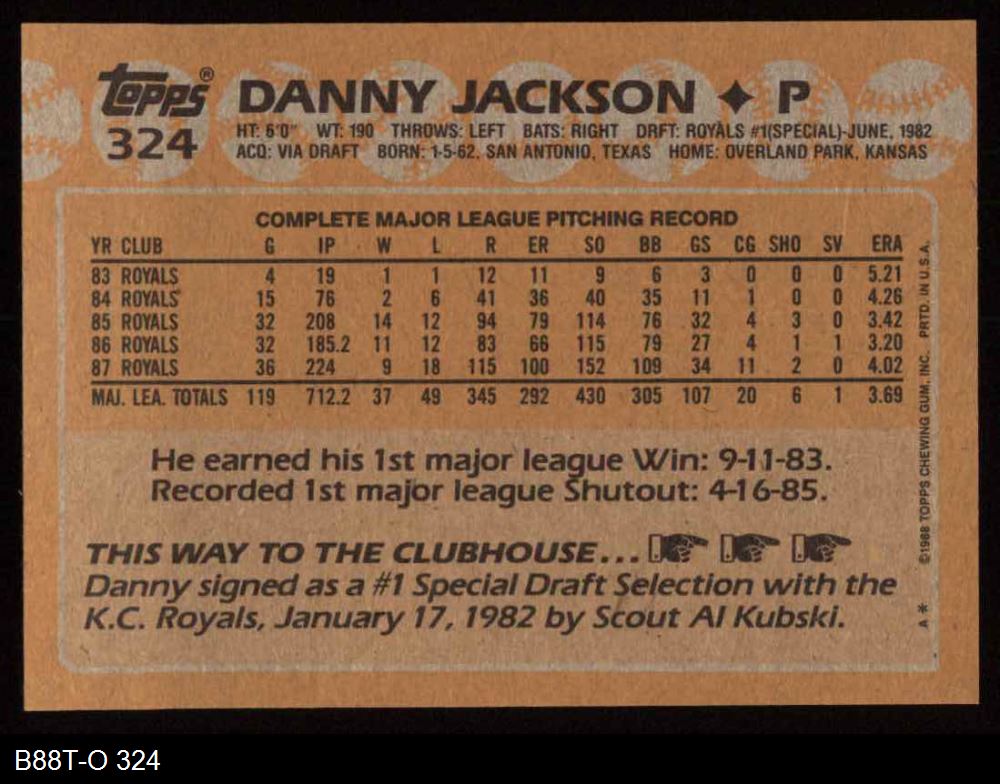 topps® DANNY JACKSON ✦ P
324
HT: 6'0" WT: 190 THROWS: LEFT BATS: RIGHT DRFT: ROYALS #1(SPECIAL)-JUNE, 1982
ACQ: VIA DRAFT BORN: 1-5-62, SAN ANTONIO, TEXAS HOME: OVERLAND PARK, KANSAS
COMPLETE MAJOR LEAGUE PITCHING RECORD
YR CLUB G IP W L R ER SO BB GS CG SHO SV ERA
83 ROYALS 4 19 1 1 12 11 9 6 3 0 0 0 5.21
84 ROYALS 15 76 2 6 41 36 40 35 11 1 0 0 4.26
85 ROYALS 32 208 14 12 94 79 114 76 32 4 3 0 3.42
86 ROYALS 32 185.2 11 12 83 66 115 79 27 4 1 1 3.20
87 ROYALS 36 224 9 18 115 100 152 109 34 11 2 0 4.02
MAJ. LEA. TOTALS 119 712.2 37 49 345 292 430 305 107 20 6 1 3.69
He earned his 1st major league Win: 9-11-83.
Recorded 1st major league Shutout: 4-16-85.
THIS WAY TO THE CLUBHOUSE...
Danny signed as a #1 Special Draft Selection with the
K.C. Royals, January 17, 1982 by Scout Al Kubski.
A * ©1988 TOPPS CHEWING GUM, INC. PRTD. IN U.S.A.
B88T-O 324